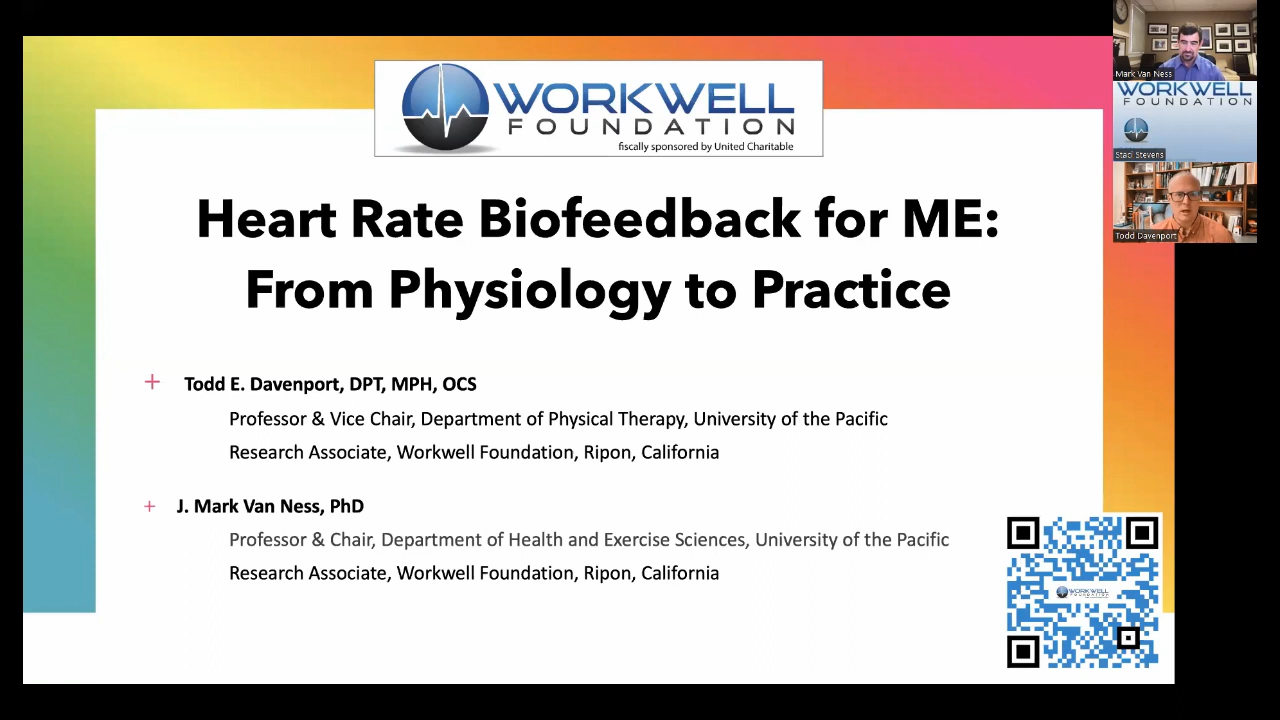 WORKWELL
FOUNDATION
fiscally sponsored by United Charitable
Heart Rate Biofeedback for ME:
From Physiology to Practice
+ Todd E. Davenport, DPT, MPH, OCS
Professor & Vice Chair, Department of Physical Therapy, University of the Pacific
Research Associate, Workwell Foundation, Ripon, California
+ J. Mark Van Ness, PhD
Professor & Chair, Department of Health and Exercise Sciences, University of the Pacific
Research Associate, Workwell Foundation, Ripon, California
WORKWELL
FOUNDATION
Mark Van Ness
WORKWELL
FOUNDATION
Staci Stevens
Todd Davenport